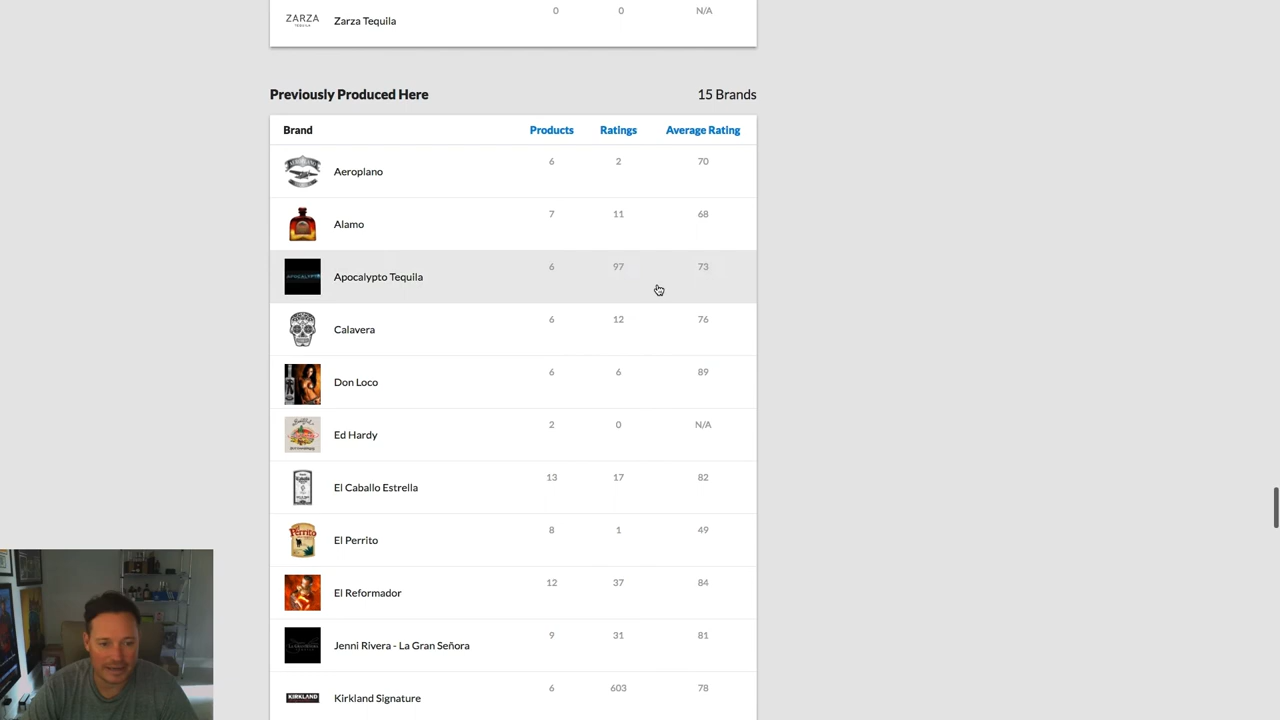 ZARZA
TEQUILA
Zarza Tequila 0 0 N/A
Previously Produced Here 15 Brands
Brand Products Ratings Average Rating
Aeroplano 6 2 70
Alamo 7 11 68
APOCALYPTO
Apocalypto Tequila 6 97 73
Calavera 6 12 76
Don Loco 6 6 89
Ed Hardy 2 0 N/A
El Caballo Estrella 13 17 82
El Perrito 8 1 49
Perrito
El Reformador 12 37 84
Jenni Rivera - La Gran Señora 9 31 81
KIRKLAND
Kirkland Signature 6 603 78